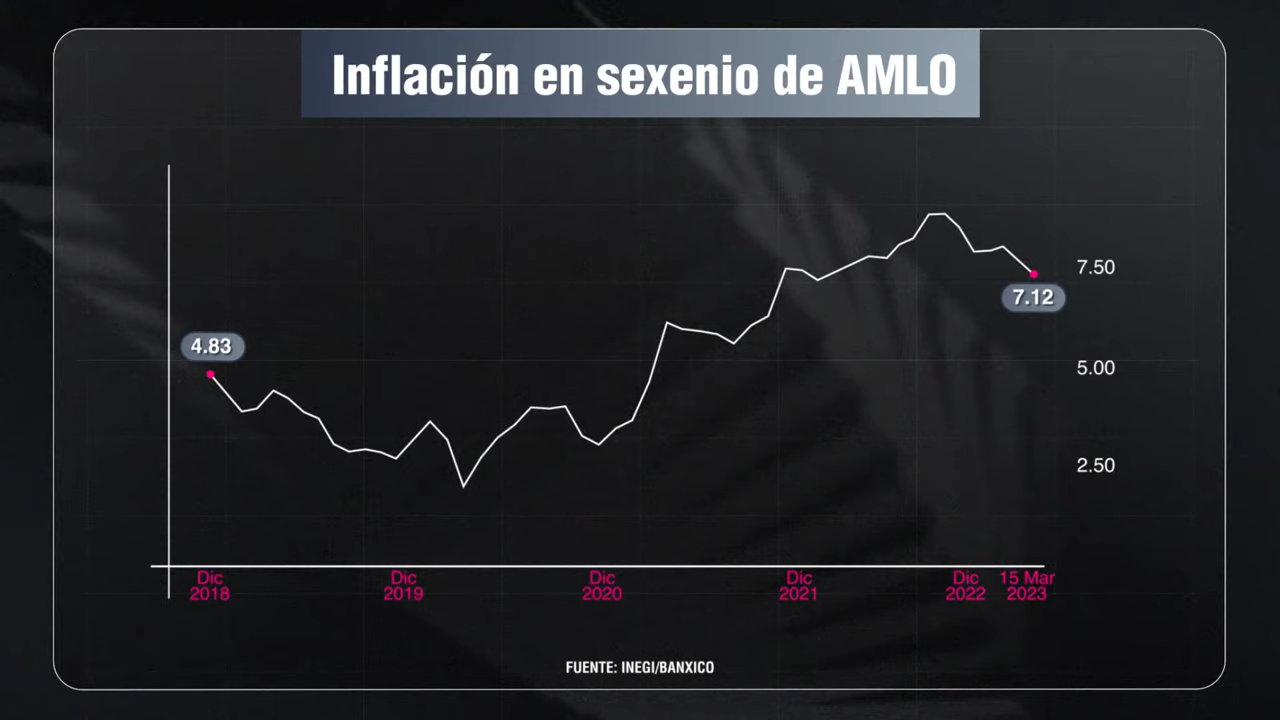 Inflación en sexenio de AMLO
4.83
7.12
7.50
5.00
2.50
Dic
2018
Dic
2019
Dic
2020
Dic
2021
Dic
2022
15 Mar
2023
FUENTE: INEGI/BANXICO